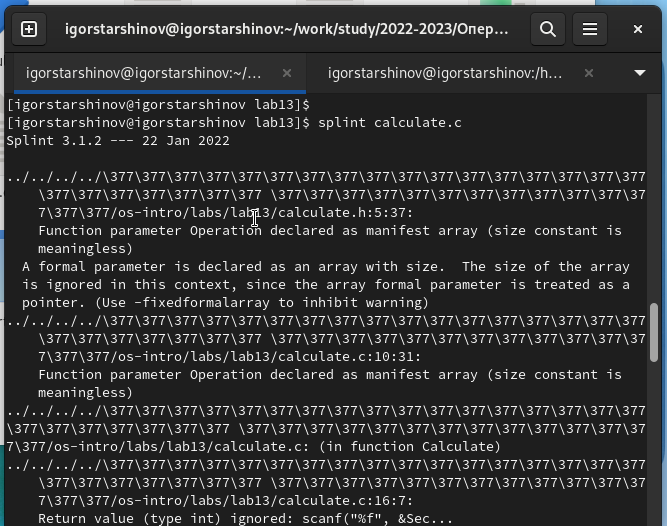 igorstarshinov@igorstarshinov:~/work/study/2022-2023/Опер...
igorstarshinov@igorstarshinov:~/...
igorstarshinov@igorstarshinov:/h...
[igorstarshinov@igorstarshinov lab13]$
[igorstarshinov@igorstarshinov lab13]$ splint calculate.c
Splint 3.1.2 --- 22 Jan 2022
../../../../\377\377\377\377\377\377\377\377\377\377\377\377\377\377\377\377\377
\377\377\377\377\377\377\377 \377\377\377\377\377\377\377\377\377\377\377\37
7\377\377/os-intro/labs/lab13/calculate.h:5:37:
Function parameter Operation declared as manifest array (size constant is
meaningless)
A formal parameter is declared as an array with size.  The size of the array
is ignored in this context, since the array formal parameter is treated as a
pointer. (Use -fixedformalarray to inhibit warning)
../../../../\377\377\377\377\377\377\377\377\377\377\377\377\377\377\377\377\377
\377\377\377\377\377\377\377 \377\377\377\377\377\377\377\377\377\377\377\37
7\377\377/os-intro/labs/lab13/calculate.c:10:31:
Function parameter Operation declared as manifest array (size constant is
meaningless)
../../../../\377\377\377\377\377\377\377\377\377\377\377\377\377\377\377\377\377
\377\377\377\377\377\377\377 \377\377\377\377\377\377\377\377\377\377\377\377\37
7\377/os-intro/labs/lab13/calculate.c: (in function Calculate)
../../../../\377\377\377\377\377\377\377\377\377\377\377\377\377\377\377\377\377
\377\377\377\377\377\377\377 \377\377\377\377\377\377\377\377\377\377\377\37
7\377\377/os-intro/labs/lab13/calculate.c:16:7:
Return value (type int) ignored: scanf("%f", &Sec...